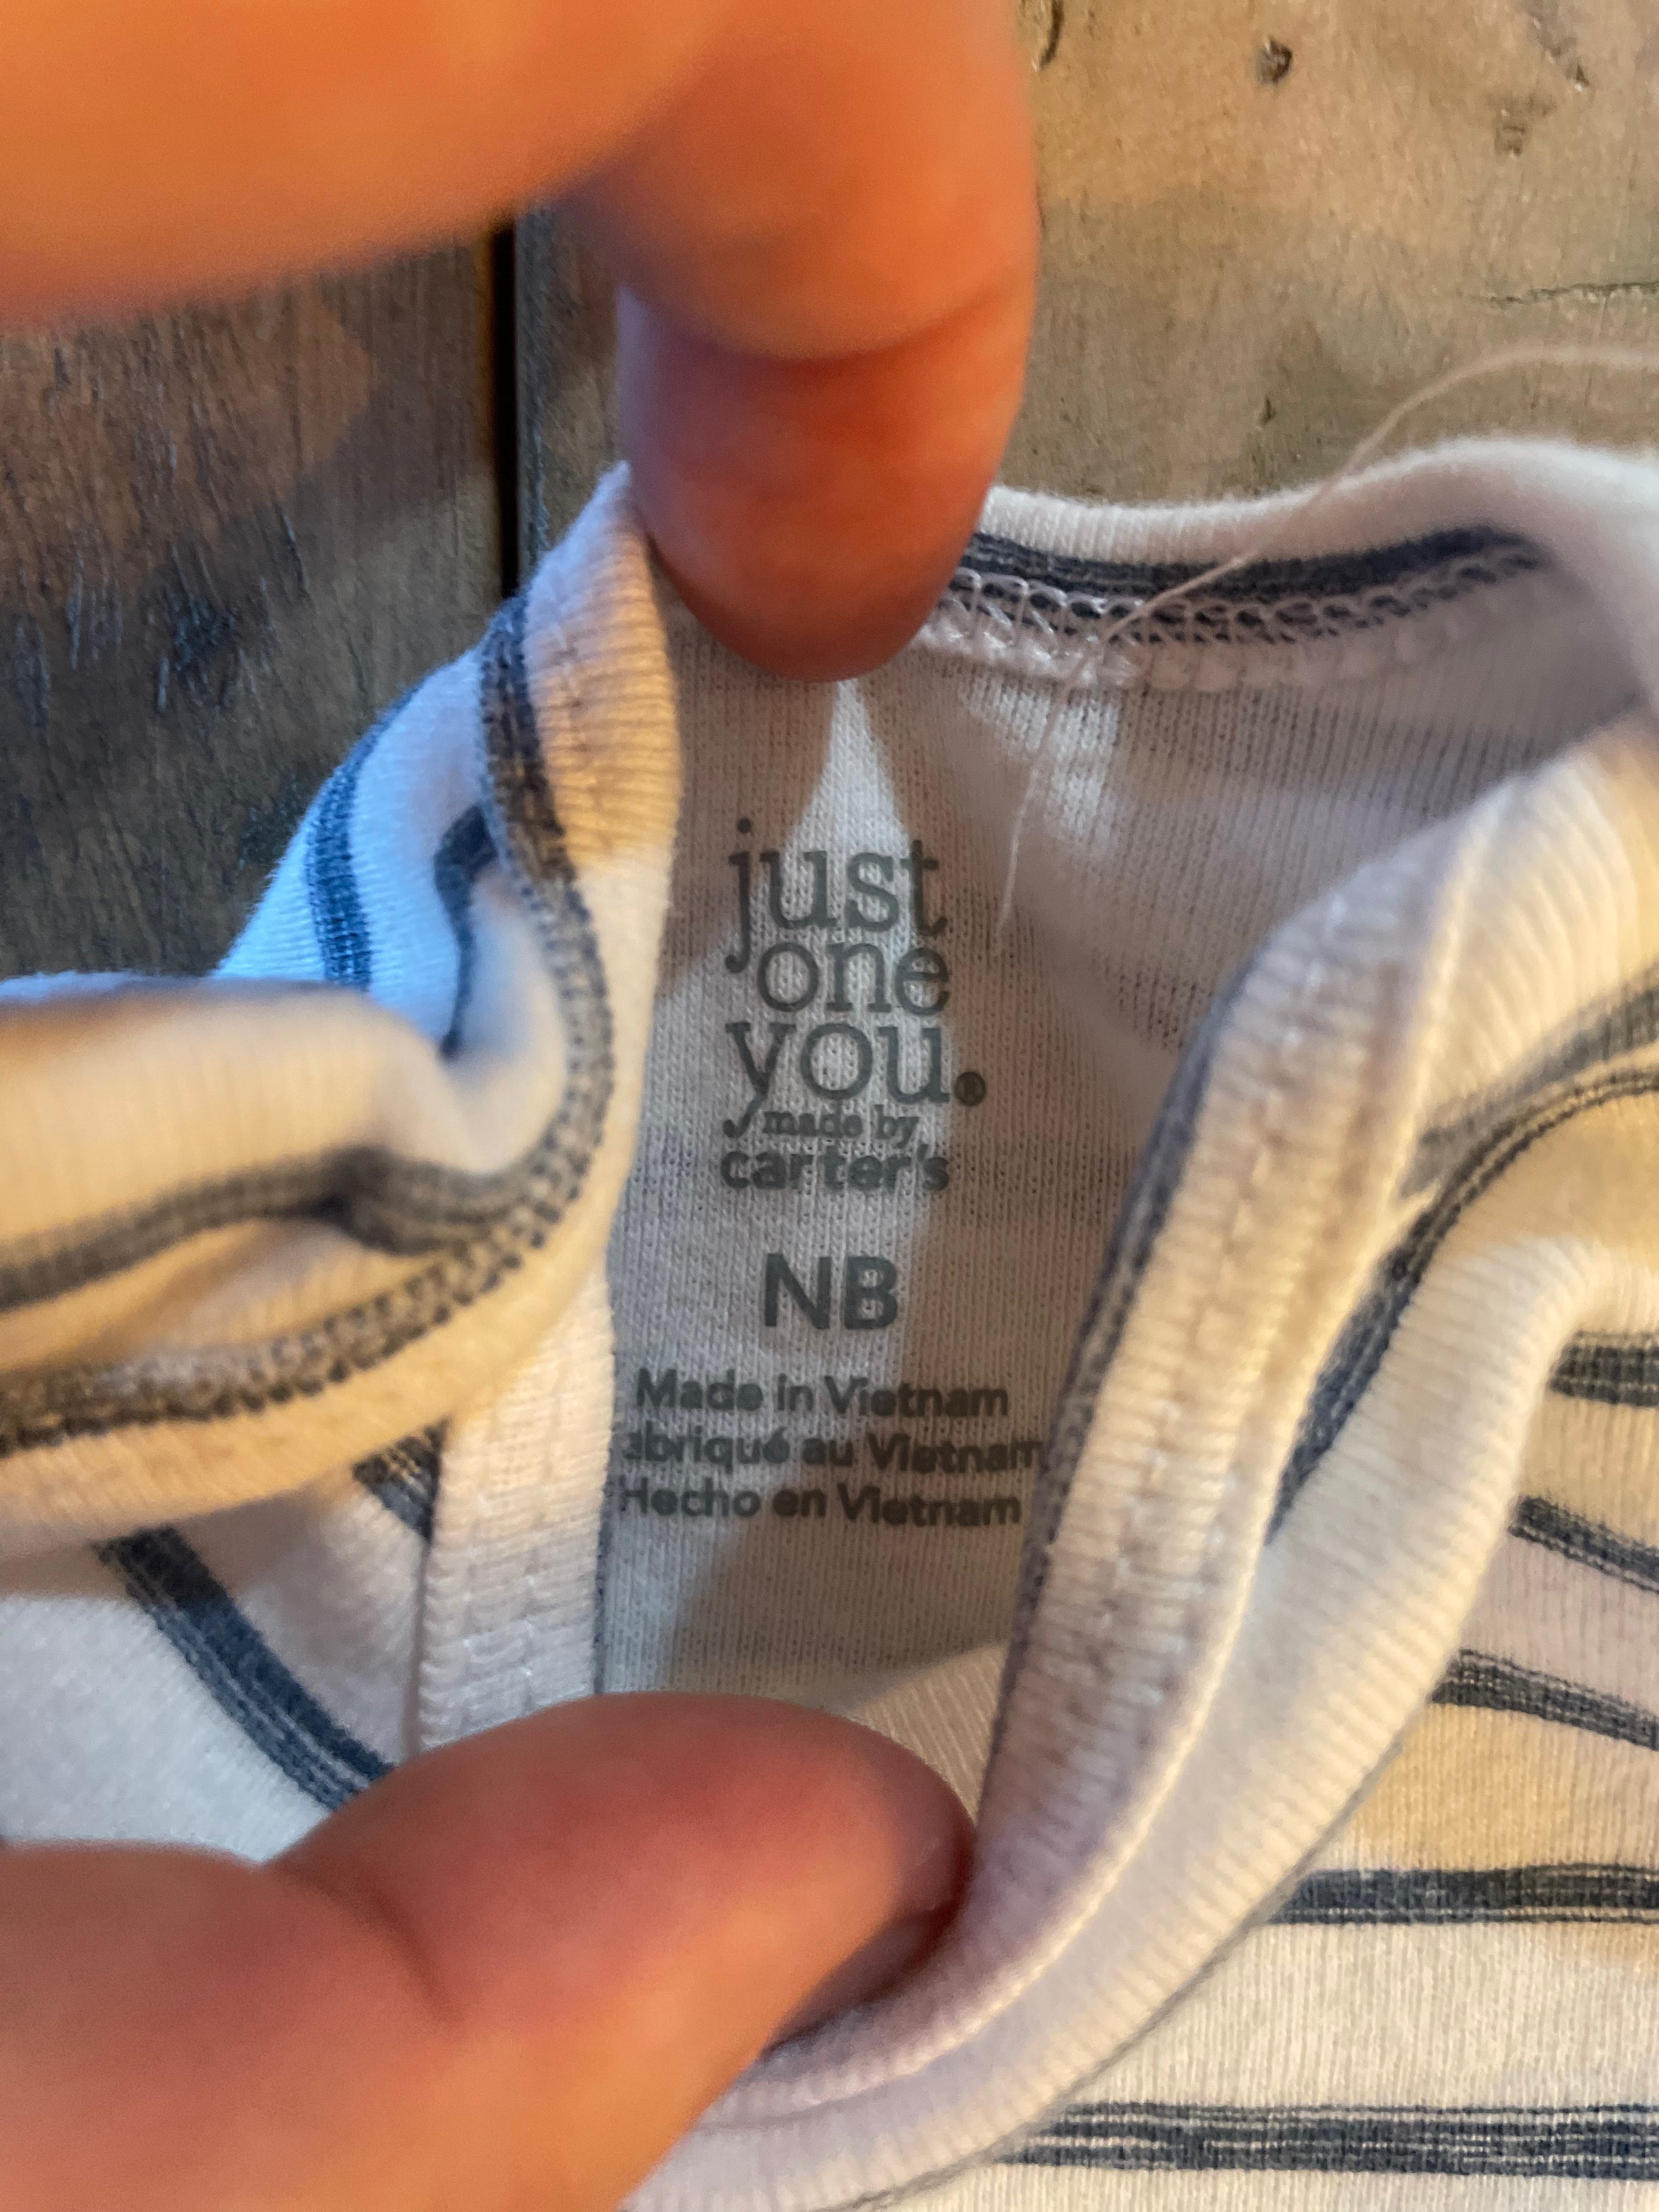 just
one
you.®
made by
carter's
NB
Made in Vietnam
abriqué au Vietnam
Hecho en Vietnam